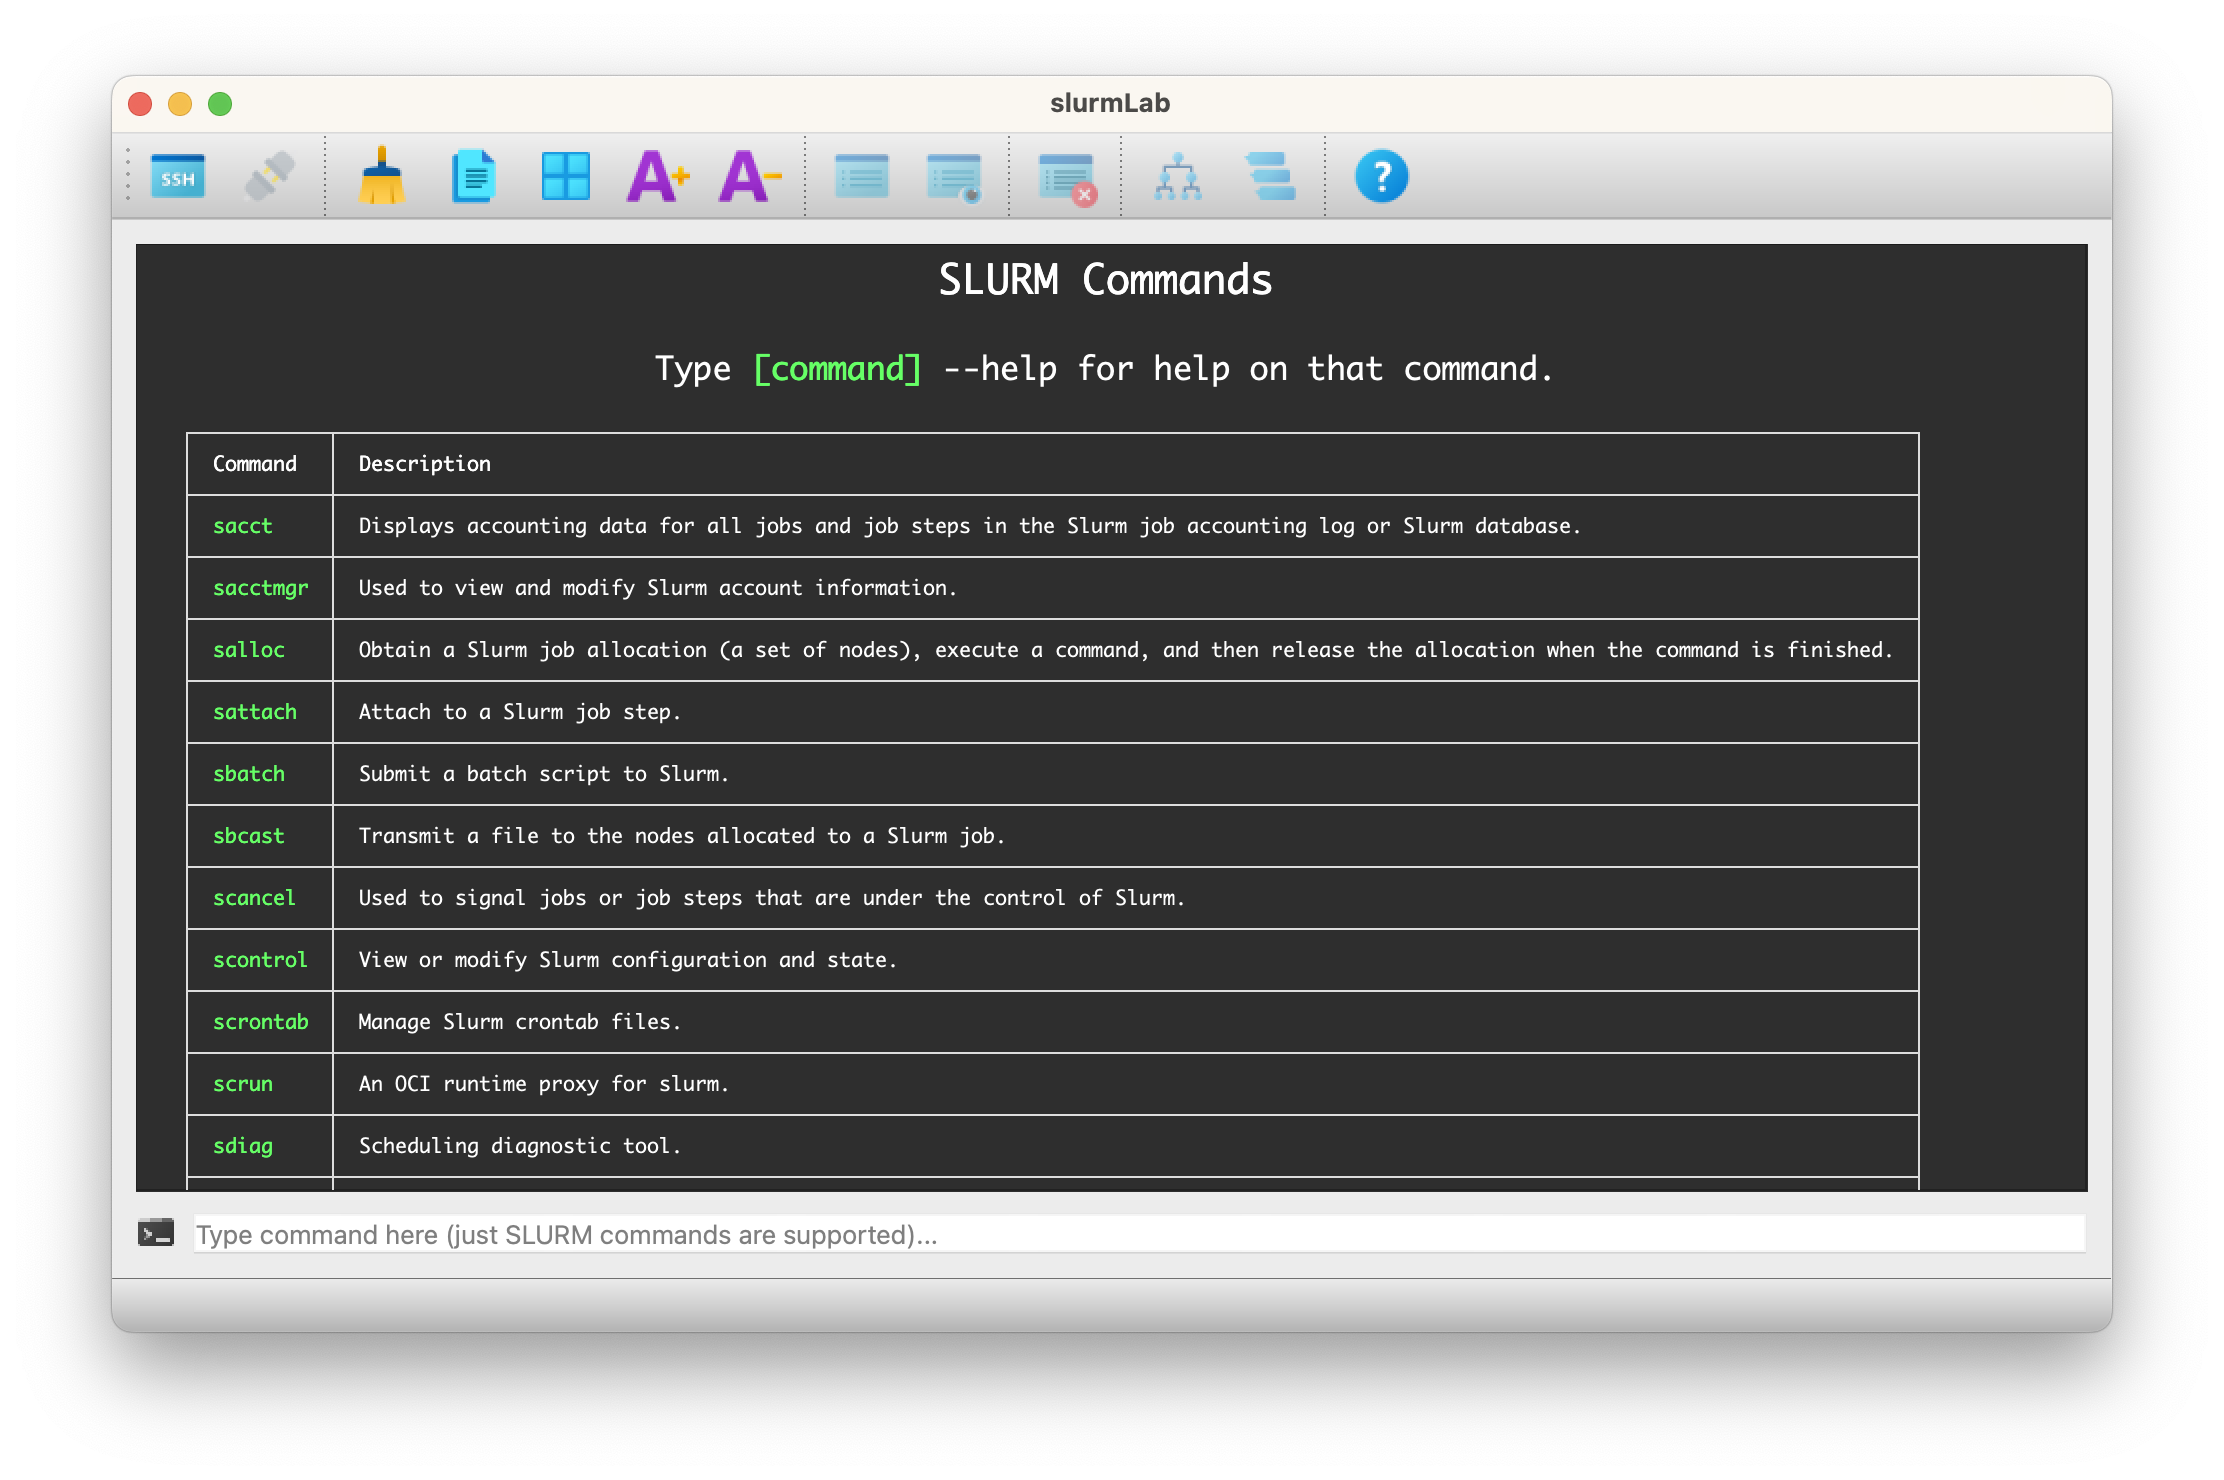 slurmLab
SSH
A+ A-
?
SLURM Commands
Type [command] --help for help on that command.
Command Description
sacct Displays accounting data for all jobs and job steps in the Slurm job accounting log or Slurm database.
sacctmgr Used to view and modify Slurm account information.
salloc Obtain a Slurm job allocation (a set of nodes), execute a command, and then release the allocation when the command is finished.
sattach Attach to a Slurm job step.
sbatch Submit a batch script to Slurm.
sbcast Transmit a file to the nodes allocated to a Slurm job.
scancel Used to signal jobs or job steps that are under the control of Slurm.
scontrol View or modify Slurm configuration and state.
scrontab Manage Slurm crontab files.
scrun An OCI runtime proxy for slurm.
sdiag Scheduling diagnostic tool.
Type command here (just SLURM commands are supported)...